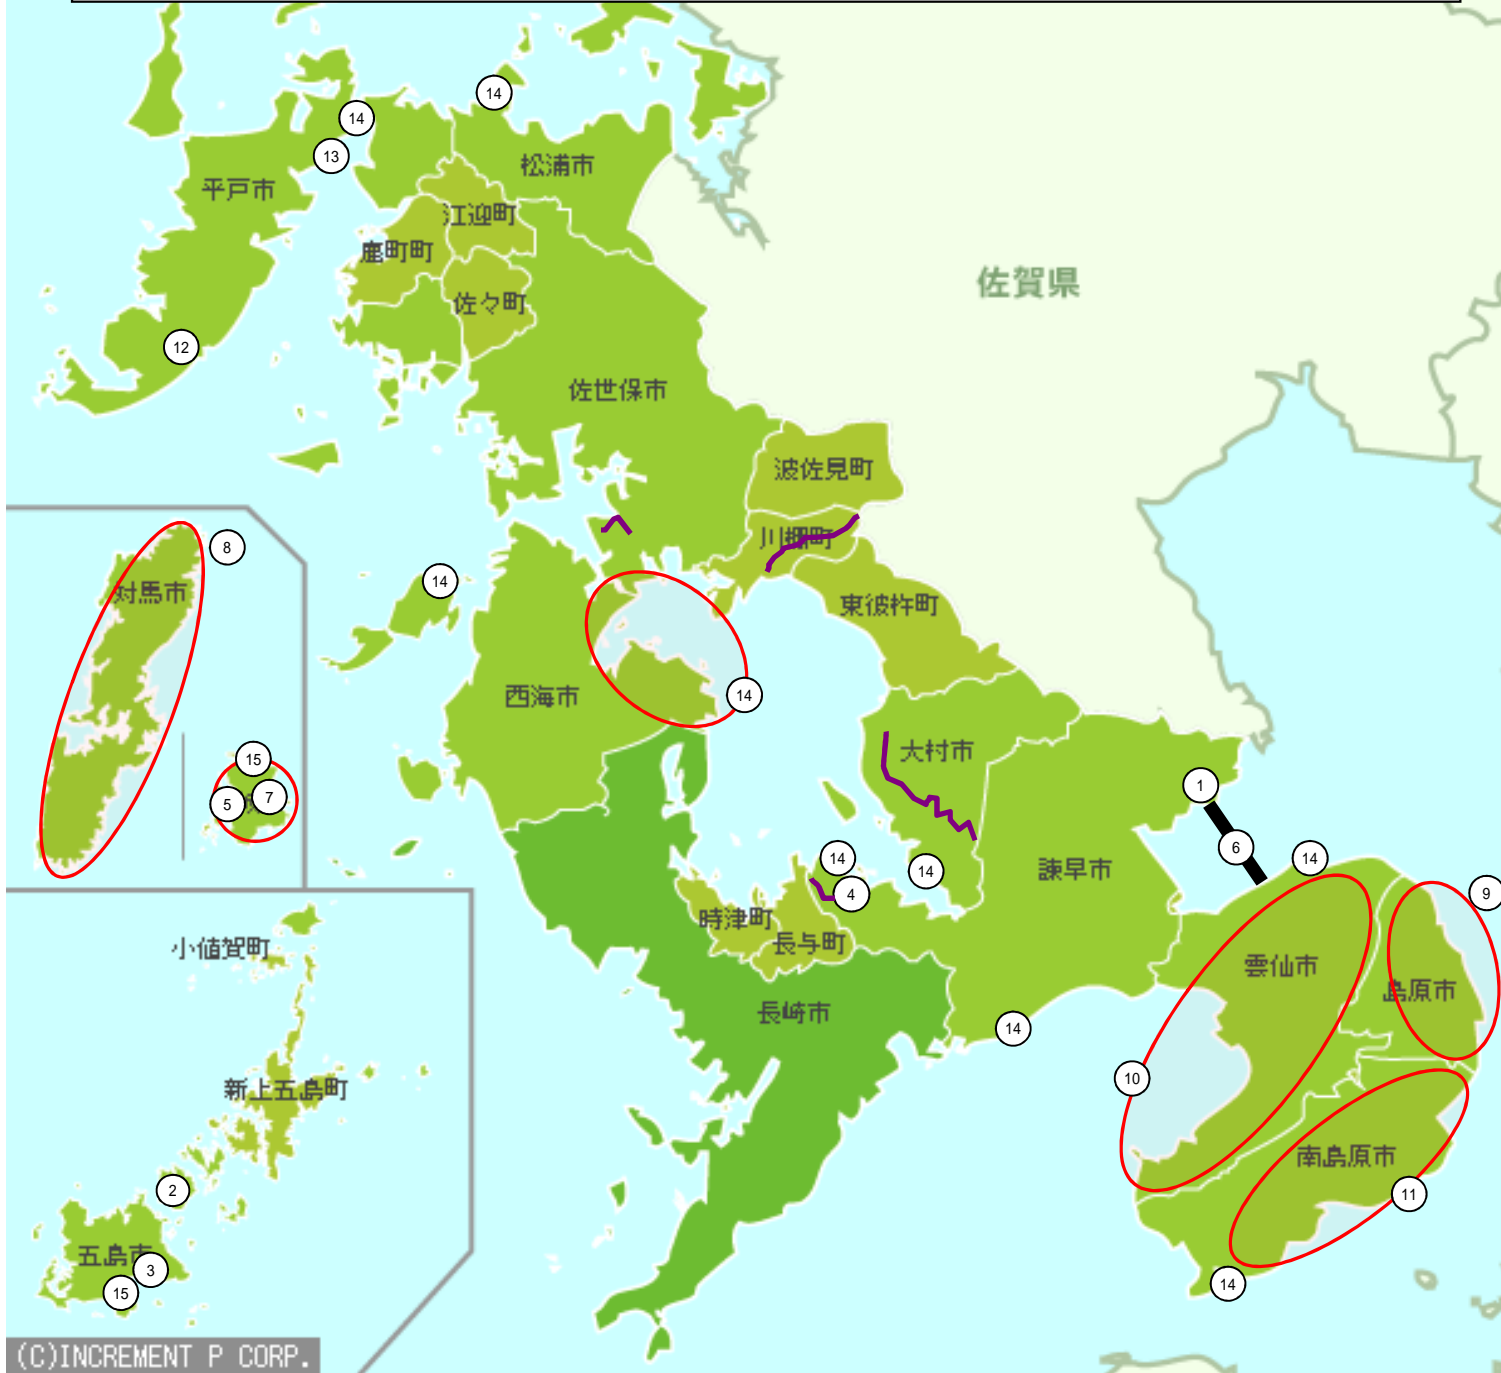 14
14
13
松浦市
平戸市
江迎町
鹿町町
佐賀県
佐々町
12
佐世保市
波佐見町
川棚町
8
対馬市
14
東彼杵町
西海市
14
大村市
15
5
7
1
6
14
14
14
4
諫早市
9
時津町
長与町
小値賀町
雲仙市
島原市
長崎市
14
10
新上五島町
南島原市
2
11
五島市
3
15
14
(C)INCREMENT P CORP.